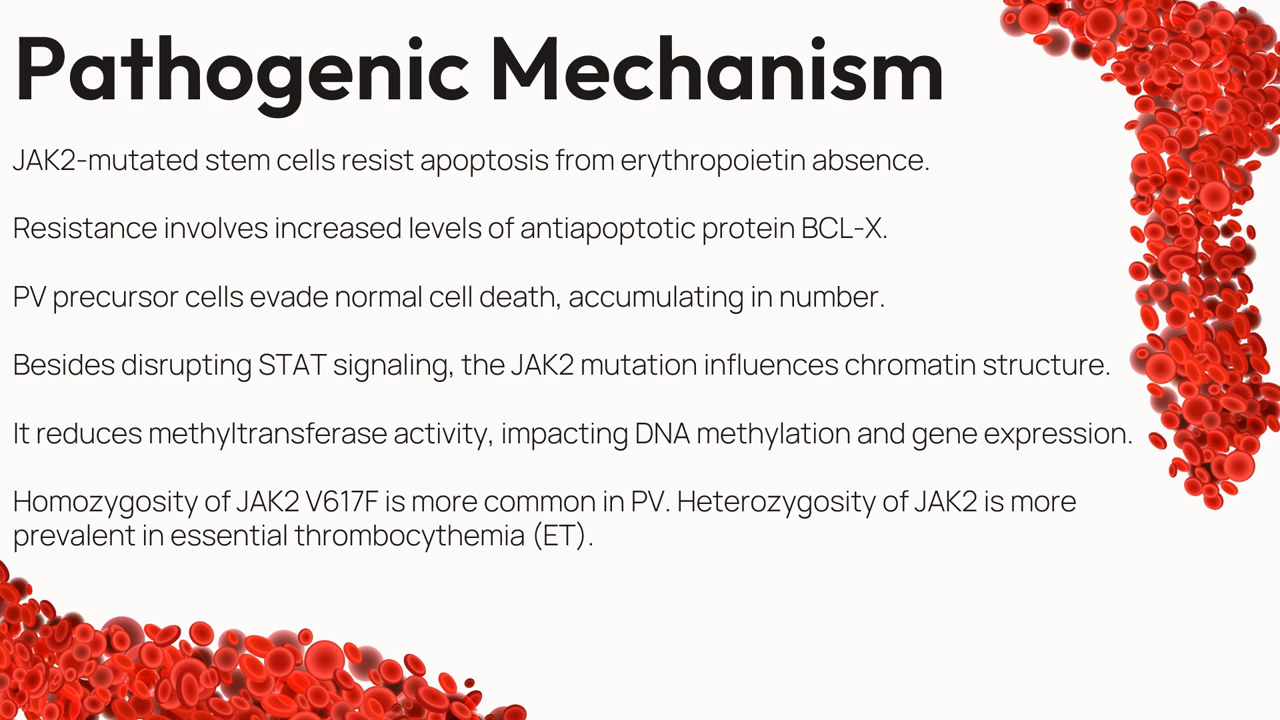 Pathogenic Mechanism
JAK2-mutated stem cells resist apoptosis from erythropoietin absence.
Resistance involves increased levels of antiapoptotic protein BCL-X.
PV precursor cells evade normal cell death, accumulating in number.
Besides disrupting STAT signaling, the JAK2 mutation influences chromatin structure.
It reduces methyltransferase activity, impacting DNA methylation and gene expression.
Homozygosity of JAK2 V617F is more common in PV. Heterozygosity of JAK2 is more
prevalent in essential thrombocythemia (ET).